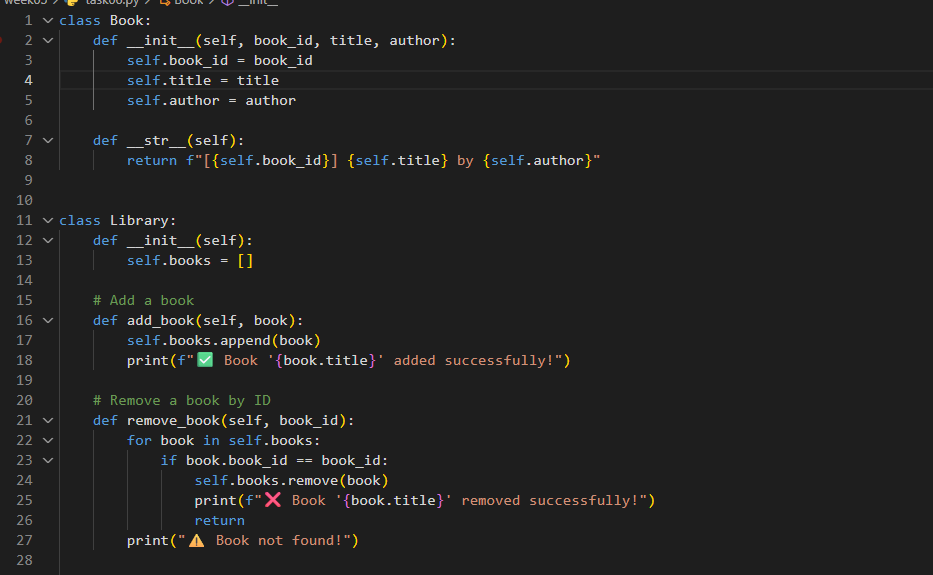 week05 > task06.py > Book > __init__
1 class Book:
2     def __init__(self, book_id, title, author):
3         self.book_id = book_id
4         self.title = title
5         self.author = author
6
7     def __str__(self):
8         return f"[{self.book_id}] {self.title} by {self.author}"
9
10
11 class Library:
12     def __init__(self):
13         self.books = []
14
15     # Add a book
16     def add_book(self, book):
17         self.books.append(book)
18         print(f"✅ Book '{book.title}' added successfully!")
19
20     # Remove a book by ID
21     def remove_book(self, book_id):
22         for book in self.books:
23             if book.book_id == book_id:
24                 self.books.remove(book)
25                 print(f"❌ Book '{book.title}' removed successfully!")
26                 return
27         print("⚠️ Book not found!")
28